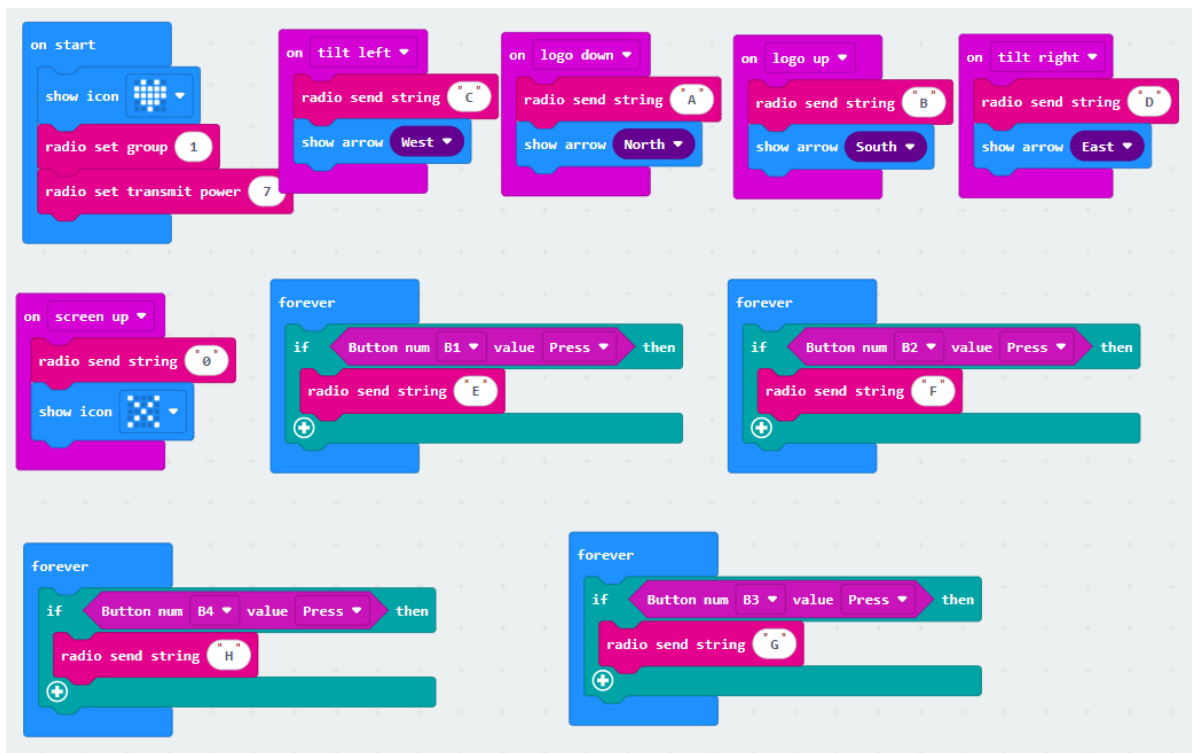 on start
show icon
radio set group 1
radio set transmit power 7
on tilt left
radio send string "C"
show arrow West
on logo down
radio send string "A"
show arrow North
on logo up
radio send string "B"
show arrow South
on tilt right
radio send string "D"
show arrow East
on screen up
radio send string "0"
show icon
forever
if Button num B1 value Press then
radio send string "E"
forever
if Button num B2 value Press then
radio send string "F"
forever
if Button num B4 value Press then
radio send string "H"
forever
if Button num B3 value Press then
radio send string "G"